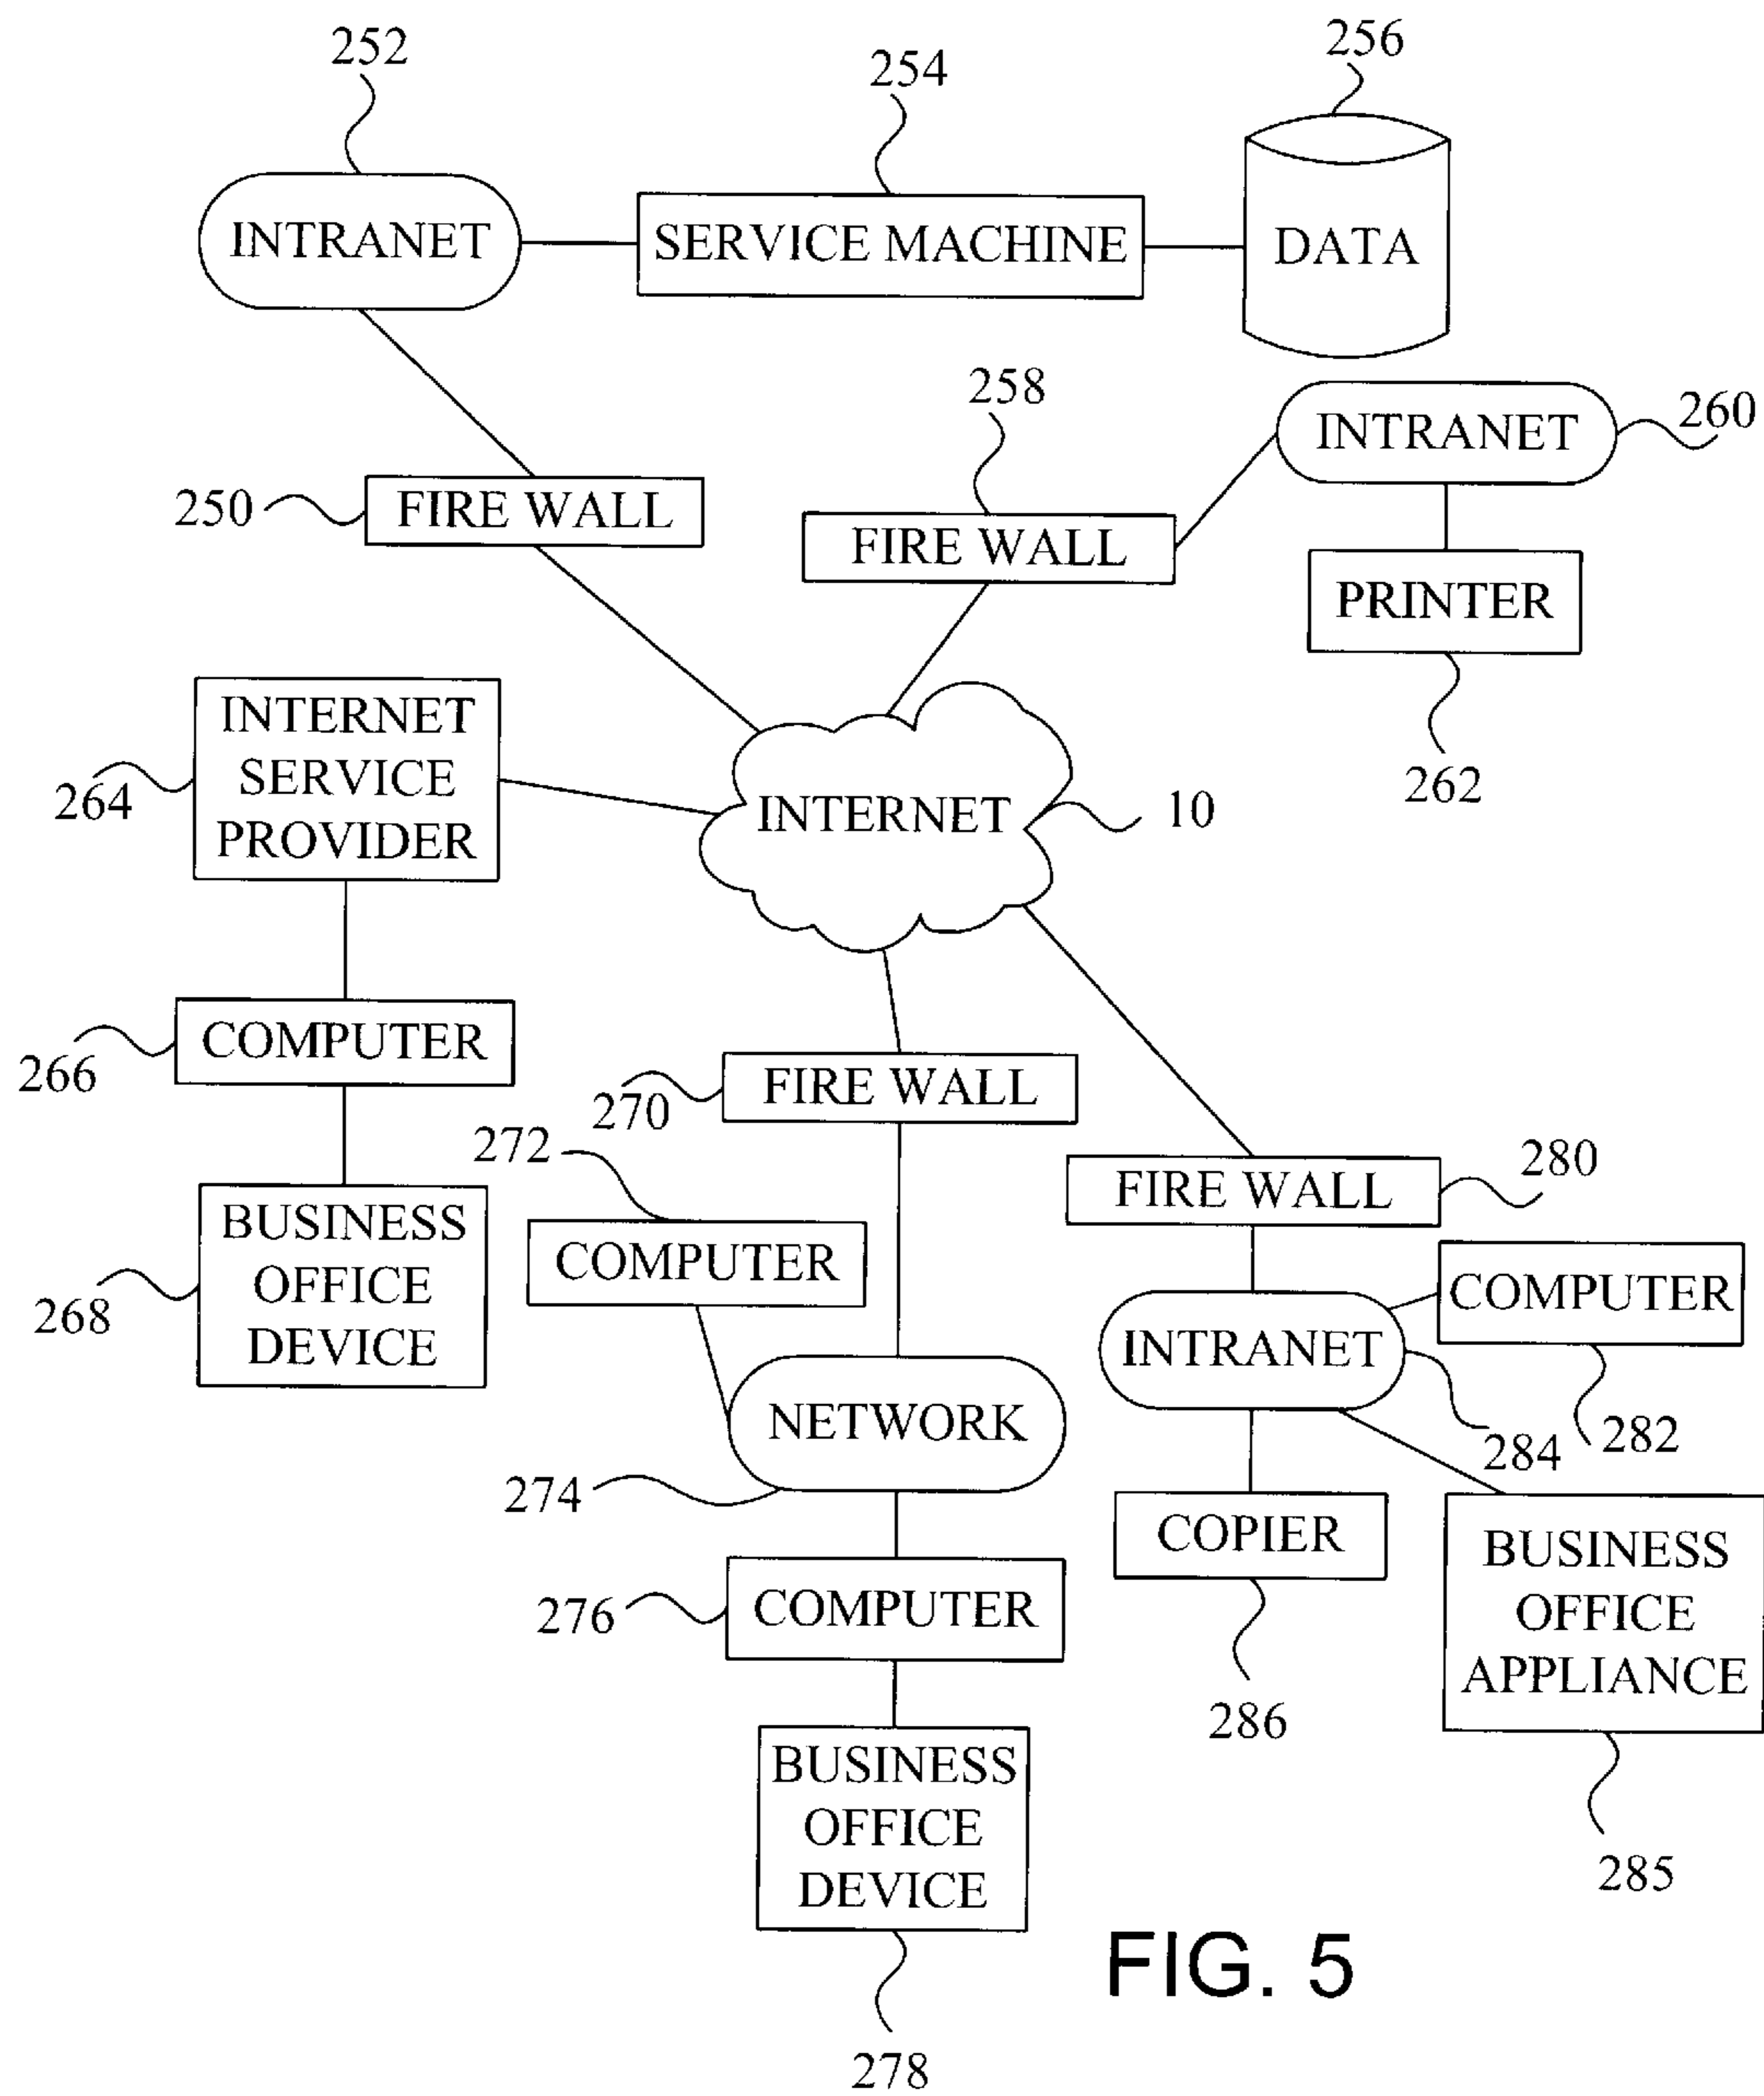 252
254
256
INTRANET
SERVICE MACHINE
DATA
258
260
INTRANET
250
FIRE WALL
FIRE WALL
PRINTER
262
INTERNET
SERVICE
PROVIDER
264
INTERNET
10
COMPUTER
266
FIRE WALL
270
272
FIRE WALL
280
BUSINESS
OFFICE
DEVICE
268
COMPUTER
COMPUTER
INTRANET
282
284
NETWORK
274
COPIER
286
BUSINESS
OFFICE
APPLIANCE
285
COMPUTER
276
BUSINESS
OFFICE
DEVICE
278
FIG. 5